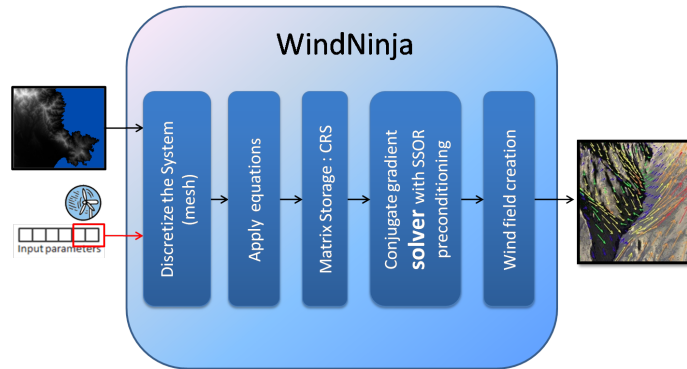 WindNinja
Input parameters
Discretize the System
(mesh)
Apply equations
Matrix Storage : CRS
Conjugate gradient
solver with SSOR
preconditioning
Wind field creation